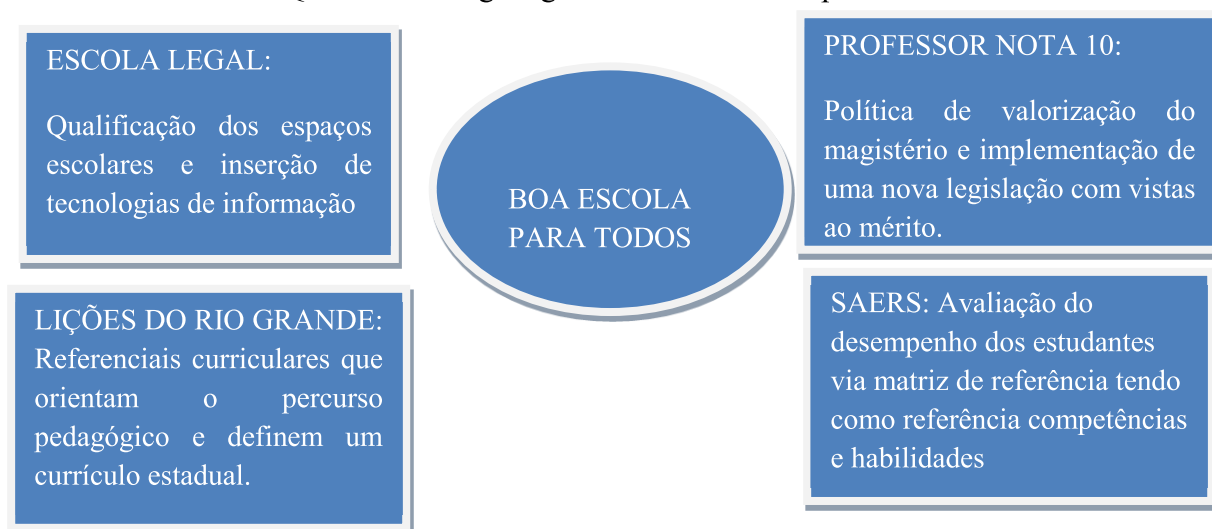 ESCOLA LEGAL:
Qualificação dos espaços
escolares e inserção de
tecnologias de informação
BOA ESCOLA
PARA TODOS
PROFESSOR NOTA 10:
Política de valorização do
magistério e implementação de
uma nova legislação com vistas
ao mérito.
LIÇÕES DO RIO GRANDE:
Referenciais curriculares que
orientam o percurso
pedagógico e definem um
currículo estadual.
SAERS: Avaliação do
desempenho dos estudantes
via matriz de referência tendo
como referência competências
e habilidades